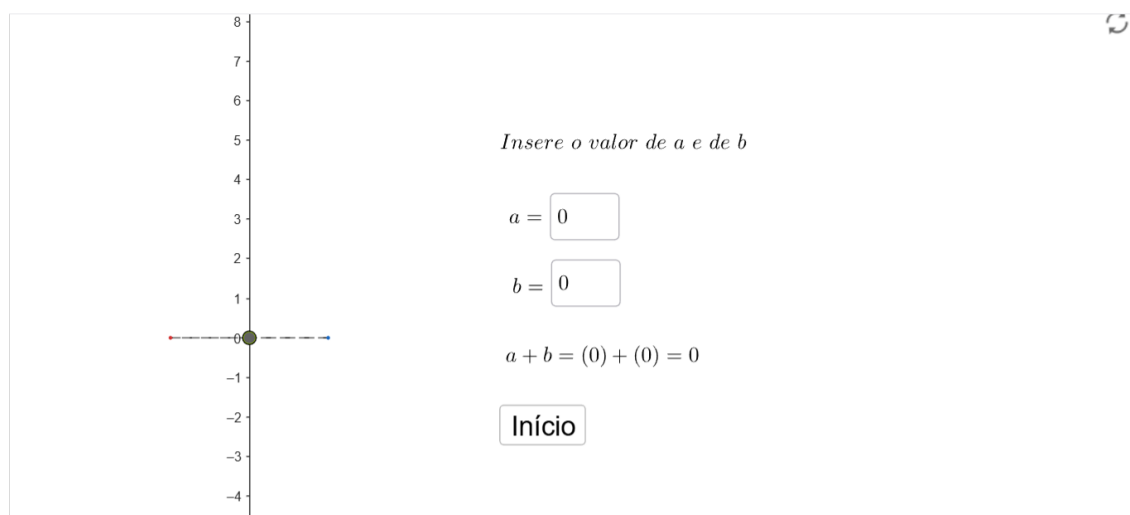 8
7
6
5
4
3
2
1
0
–1
–2
–3
–4
Insere o valor de a e de b
a = 0
b = 0
a + b = (0) + (0) = 0
Início